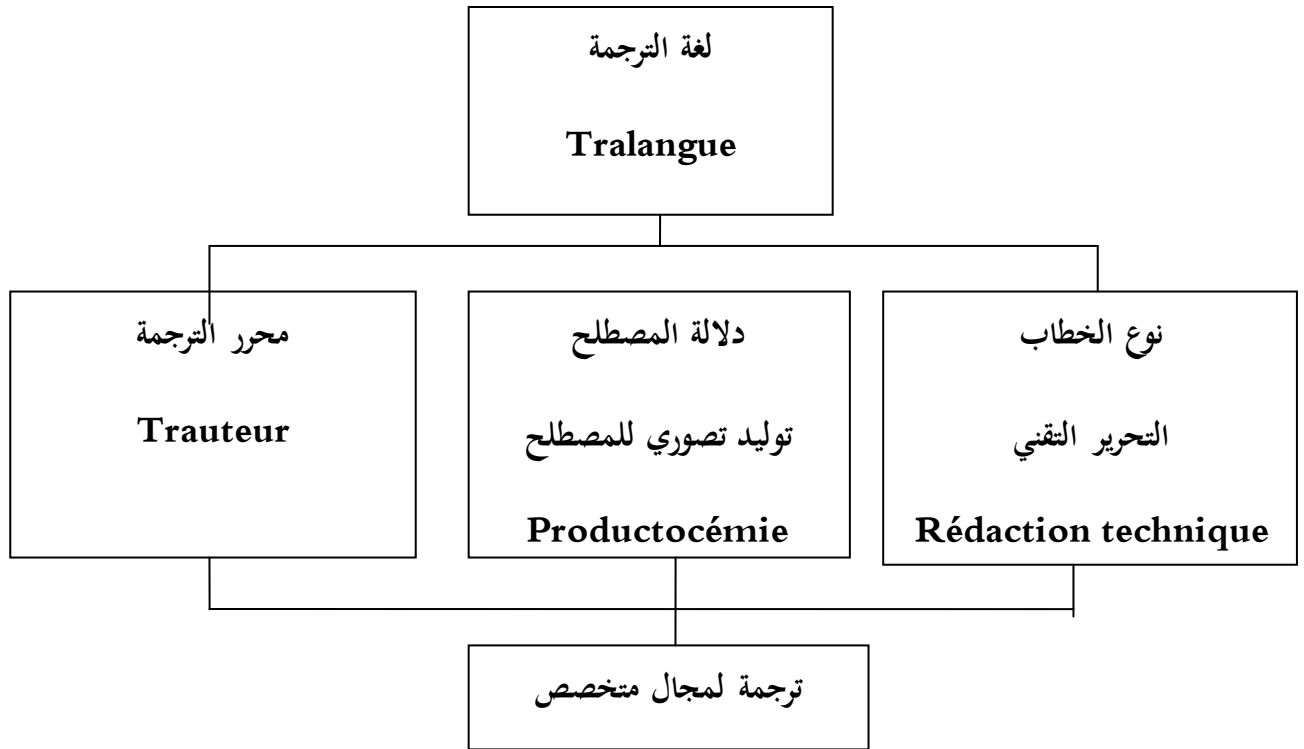 لغة الترجمة
Tralangue
نوع الخطاب
التحرير التقني
Rédaction technique
دلالة المصطلح
توليد تصوري للمصطلح
Productocémie
محرر الترجمة
Trauteur
ترجمة لمجال متخصص